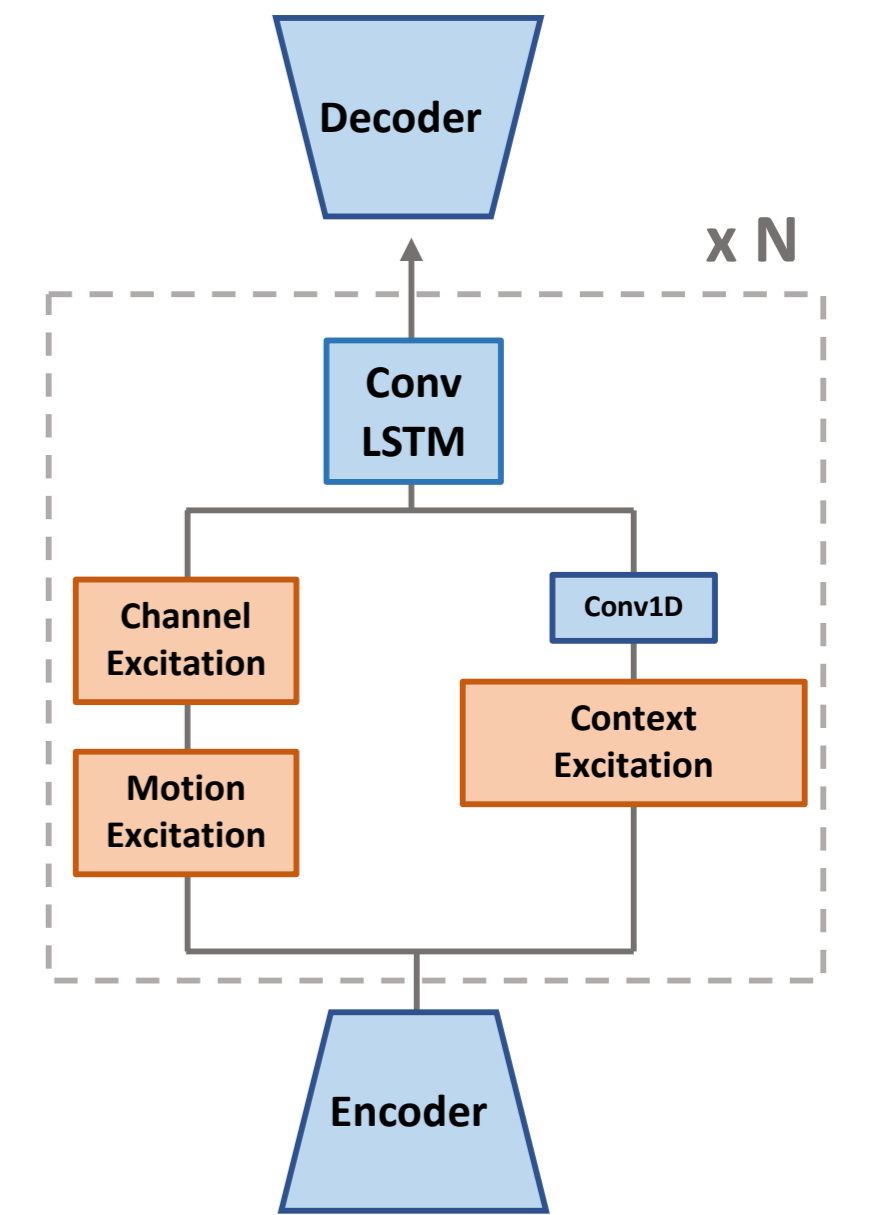 Decoder
x N
Conv
LSTM
Channel
Excitation
Conv1D
Context
Excitation
Motion
Excitation
Encoder